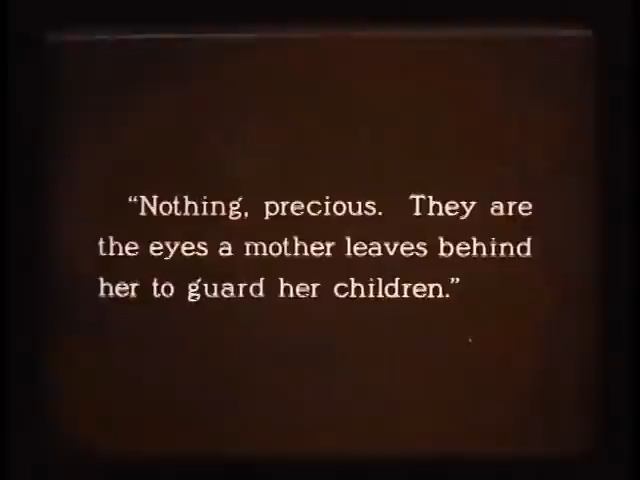 “Nothing, precious. They are
the eyes a mother leaves behind
her to guard her children.”